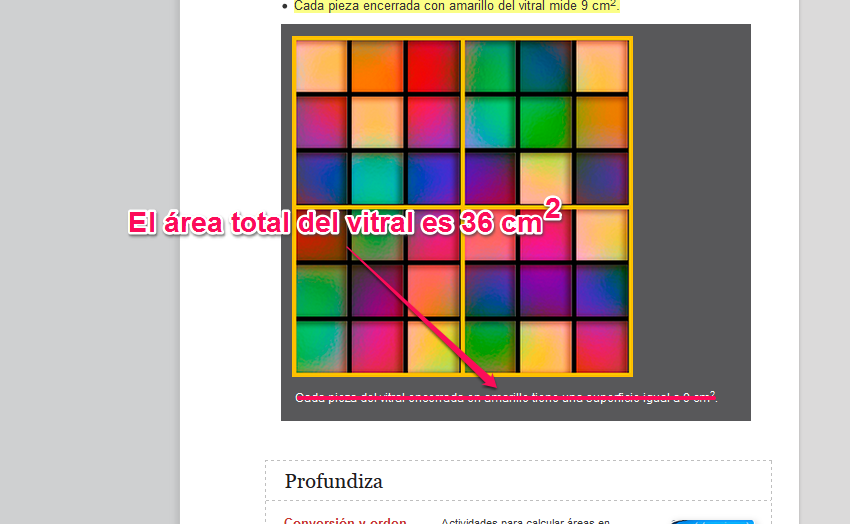 • Cada pieza encerrada con amarillo del vitral mide 9 cm².
El área total del vitral es 36 cm²
Cada pieza del vitral encerrada en amarillo tiene una superficie igual a 9 cm².
Profundiza
Conversión y orden
Actividades para calcular áreas en